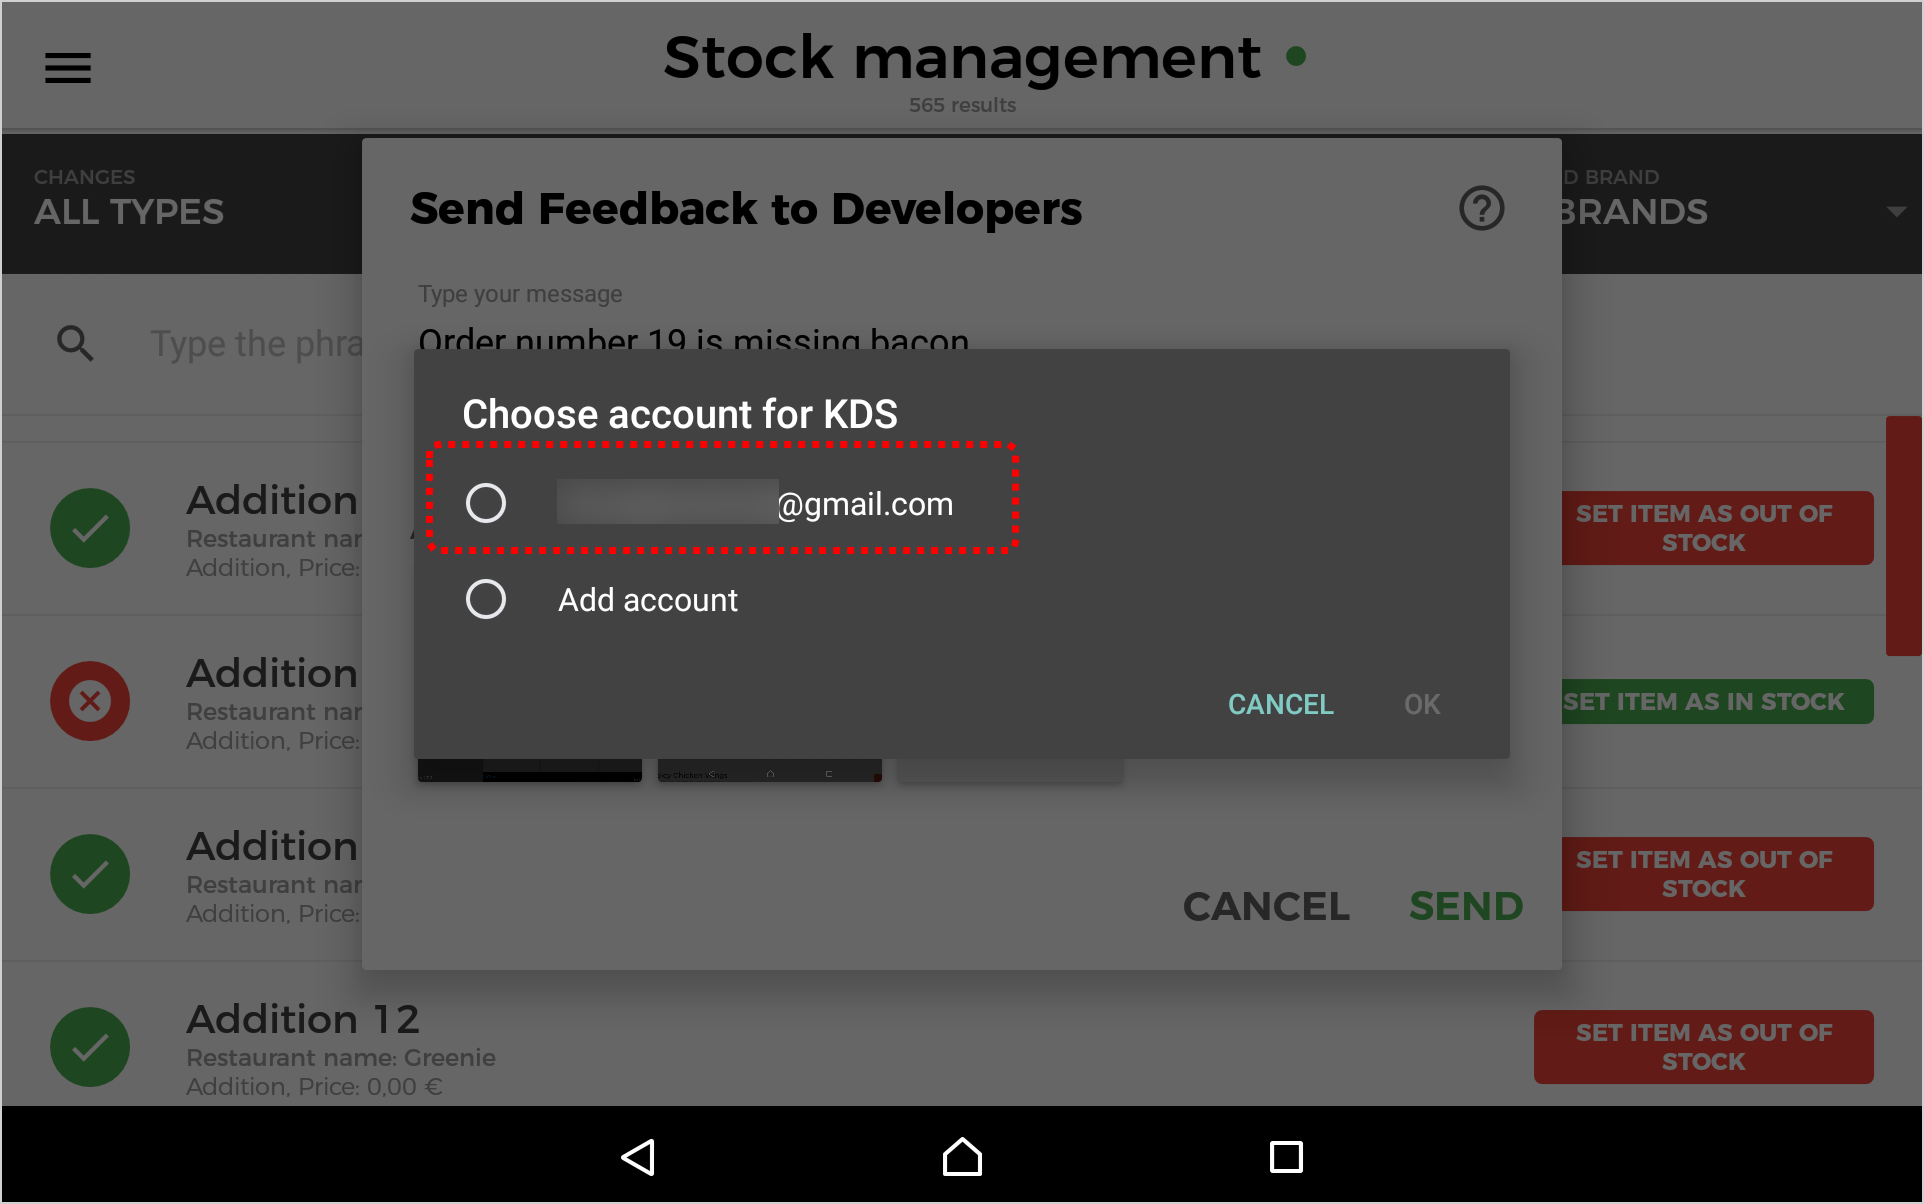 Stock management
565 results
CHANGES
ALL TYPES
D BRAND
BRANDS
Send Feedback to Developers
?
Type your message
Order number 19 is missing bacon
Type the phra
Choose account for KDS
@gmail.com
Add account
CANCEL OK
Addition
Restaurant nar
Addition, Price:
SET ITEM AS OUT OF
STOCK
Addition
Restaurant nar
Addition, Price:
SET ITEM AS IN STOCK
cy Chicken Wings
Addition
Restaurant nar
Addition, Price:
SET ITEM AS OUT OF
STOCK
CANCEL SEND
Addition 12
Restaurant name: Greenie
Addition, Price: 0,00 €
SET ITEM AS OUT OF
STOCK